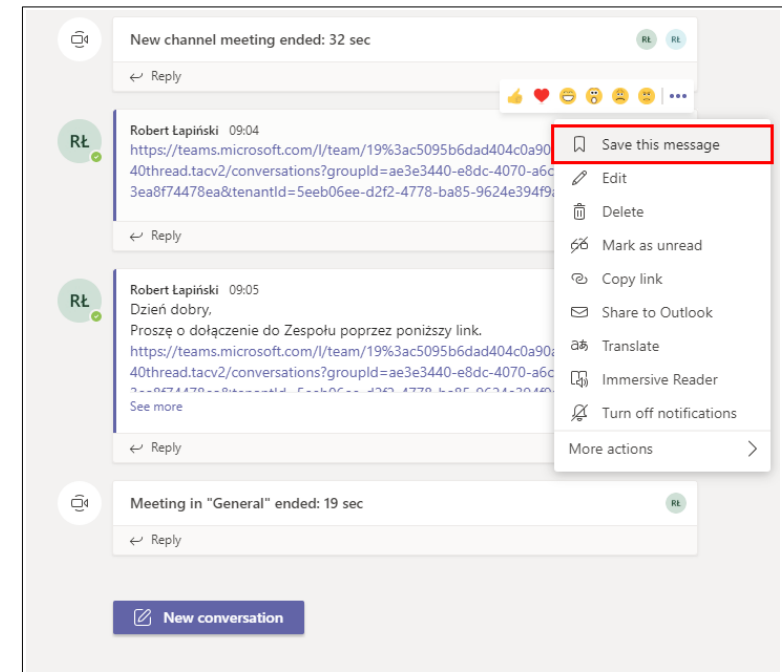 New channel meeting ended: 32 sec
RŁ RŁ
Reply
RŁ
Robert Łapiński 09:04
https://teams.microsoft.com/l/team/19%3ac5095b6dad404c0a90
40thread.tacv2/conversations?groupId=ae3e3440-e8dc-4070-a6c
3ea8f74478ea&tenantId=5eeb06ee-d2f2-4778-ba85-9624e394f9
Reply
Save this message
Edit
Delete
Mark as unread
Copy link
Share to Outlook
Translate
Immersive Reader
Turn off notifications
More actions
RŁ
Robert Łapiński 09:05
Dzień dobry,
Proszę o dołączenie do Zespołu poprzez poniższy link.
https://teams.microsoft.com/l/team/19%3ac5095b6dad404c0a90
40thread.tacv2/conversations?groupId=ae3e3440-e8dc-4070-a6c
See more
Reply
Meeting in "General" ended: 19 sec
RŁ
Reply
New conversation